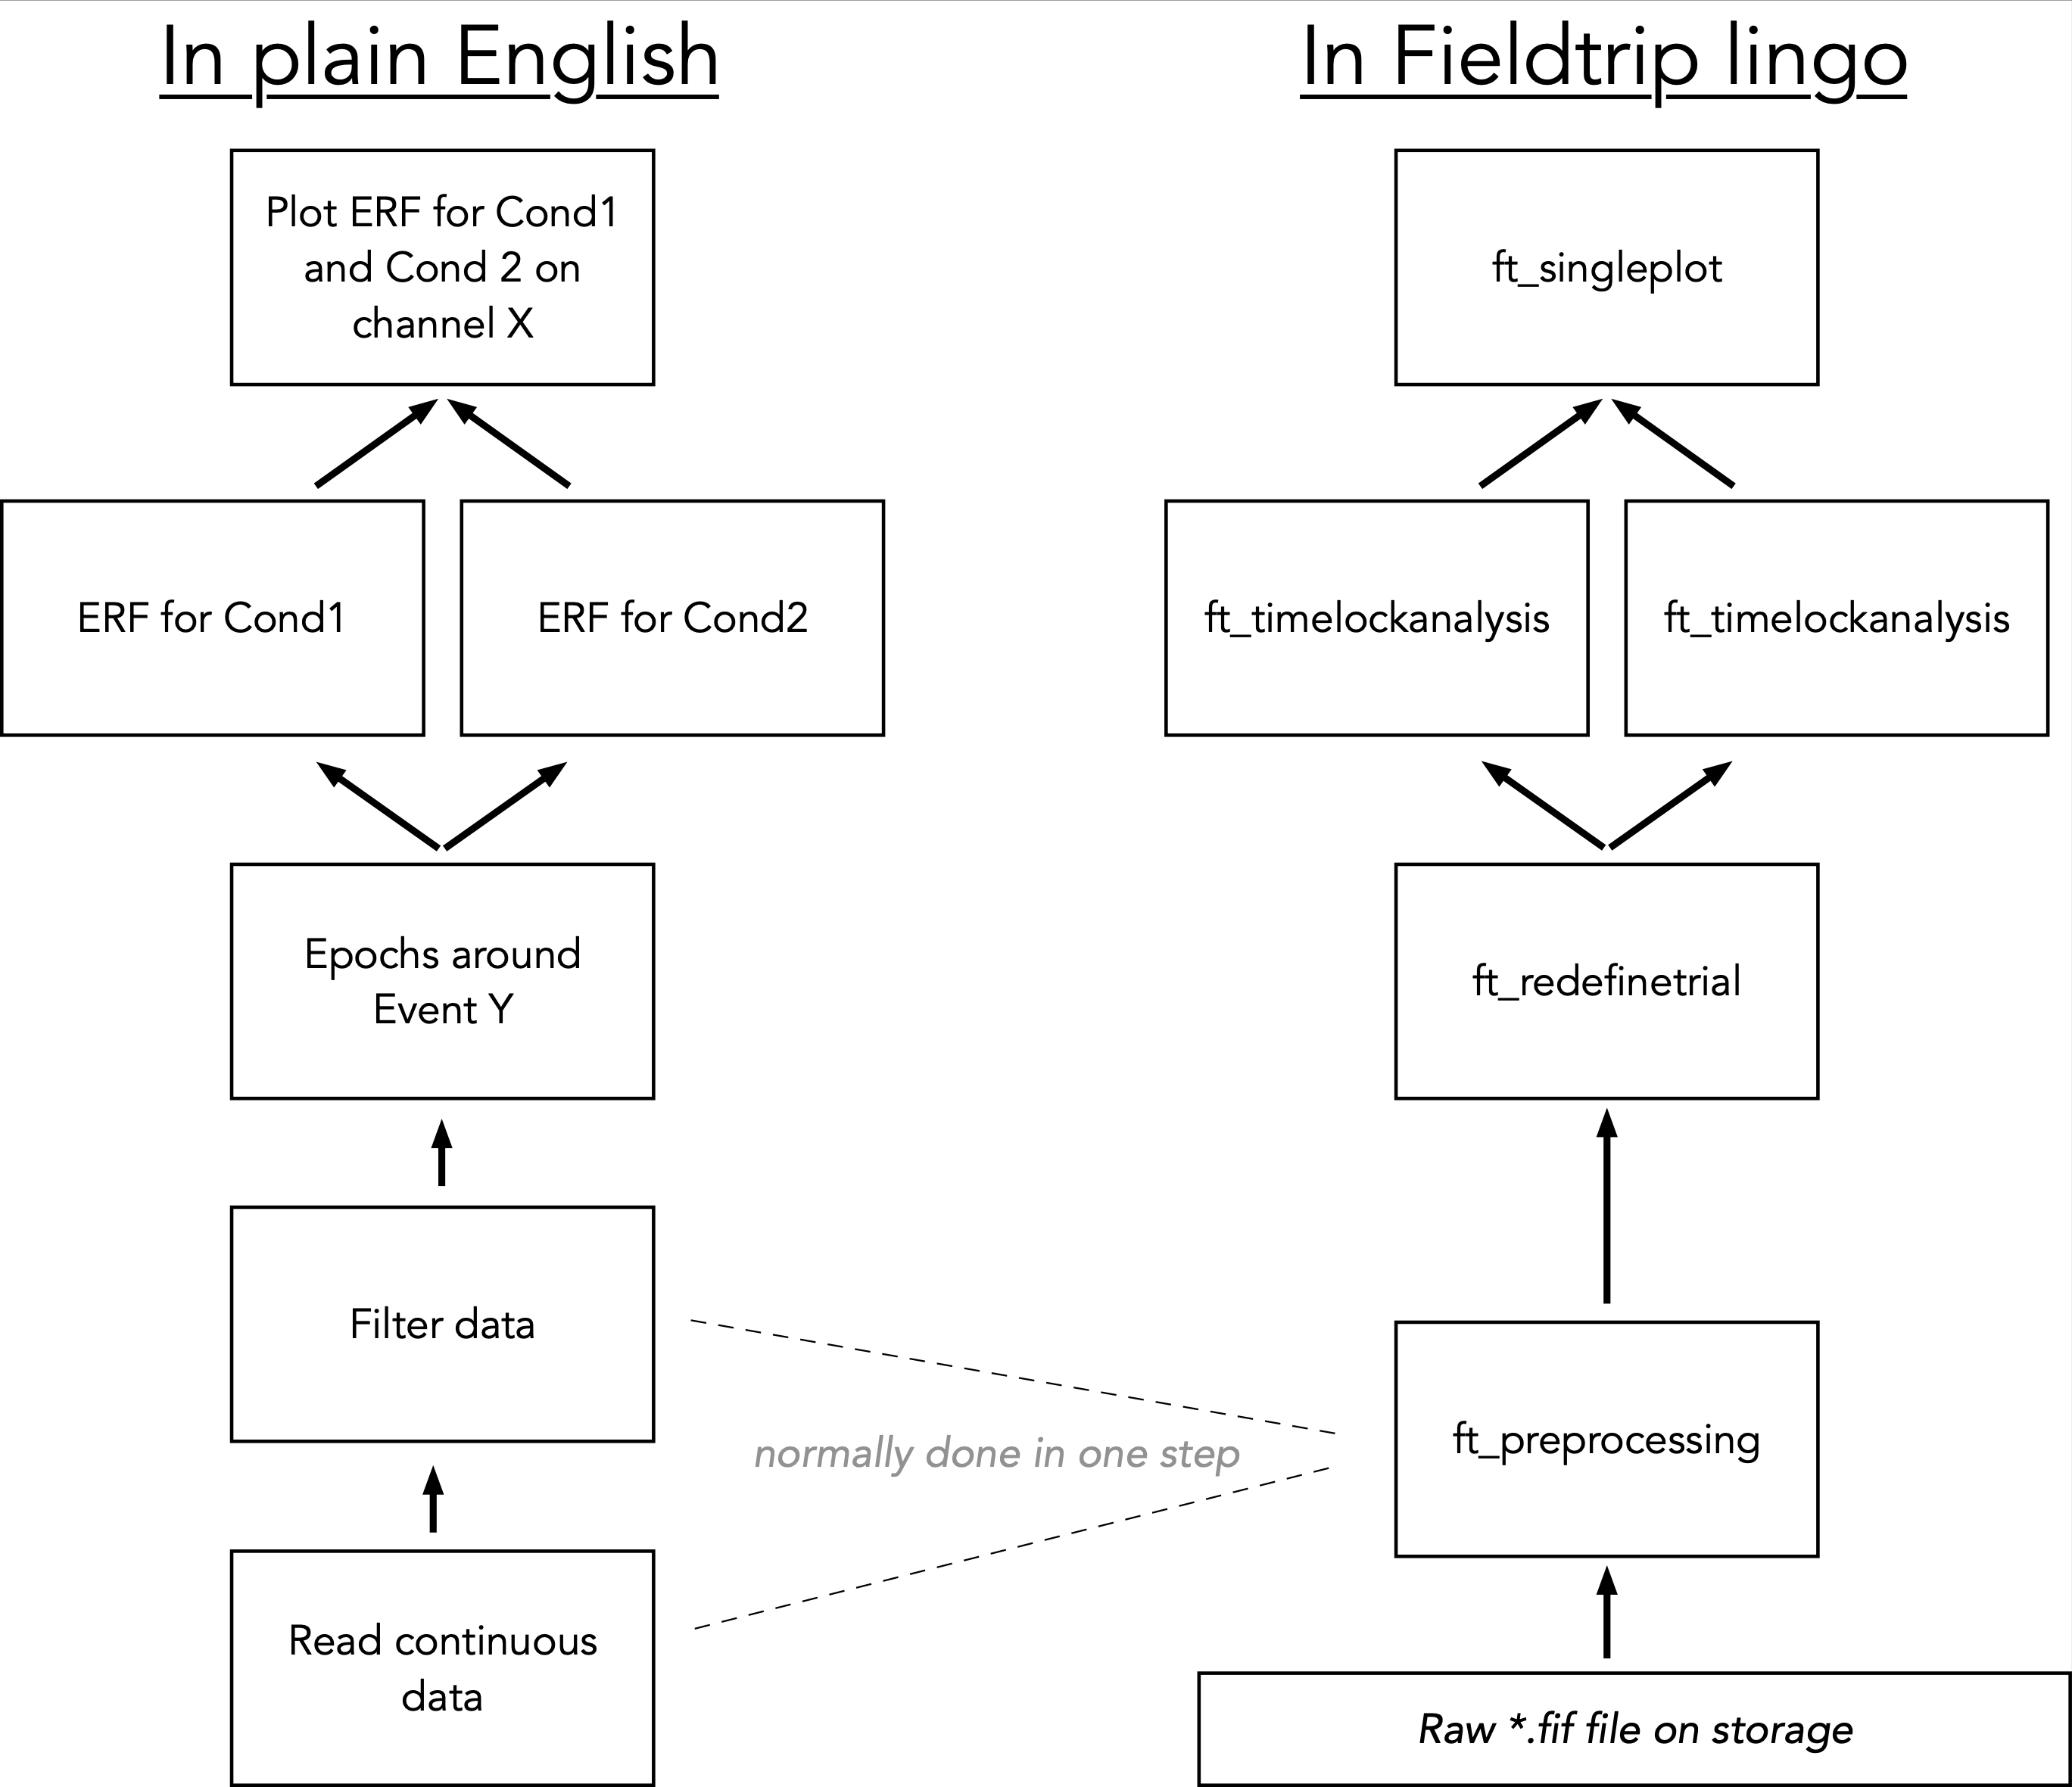 In plain English
In Fieldtrip lingo
Plot ERF for Cond1
and Cond 2 on
channel X
ft_singleplot
ERF for Cond1
ERF for Cond2
ft_timelockanalysis
ft_timelockanalysis
Epochs around
Event Y
ft_redefinetrial
Filter data
normally done in one step
ft_preprocessing
Read continuous
data
Raw *.fif file on storage